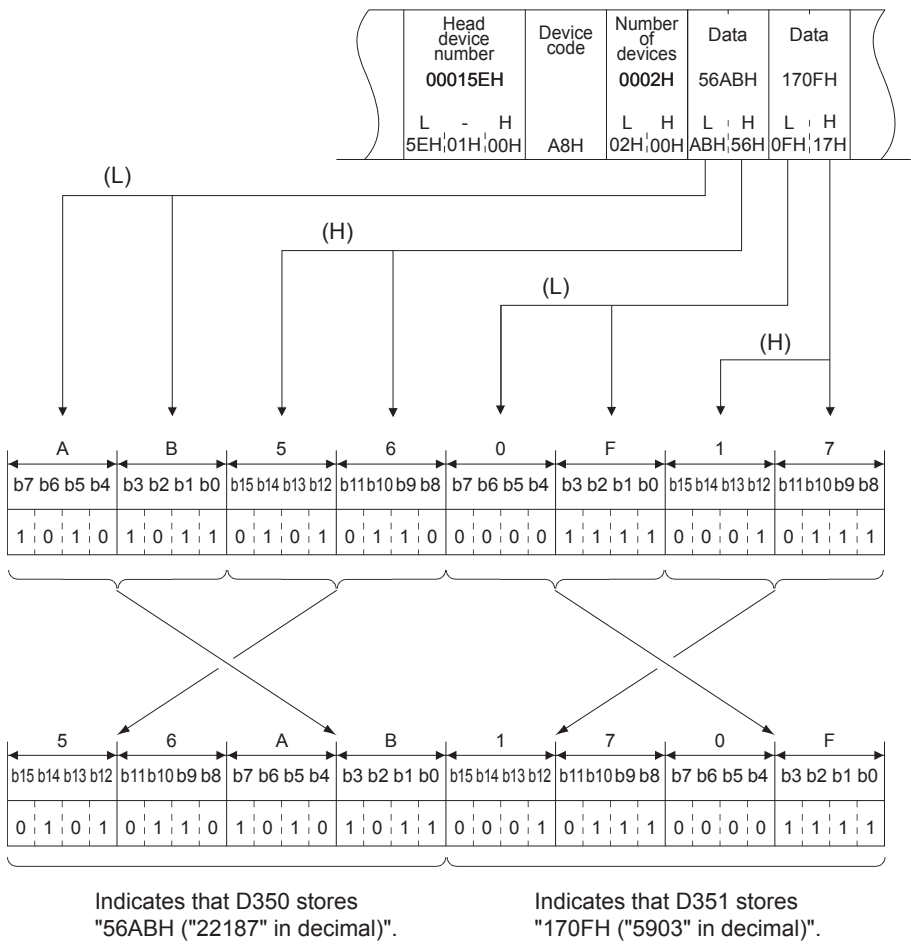 Head device number
Device code
Number of devices
Data
Data
00015EH
0002H
56ABH
170FH
L - H
L H
L H
L H
5EH 01H 00H
A8H
02H 00H
ABH 56H
0FH 17H
(L)
(H)
(L)
(H)
A B 5 6 0 F 1 7
b7 b6 b5 b4 b3 b2 b1 b0 b15 b14 b13 b12 b11 b10 b9 b8 b7 b6 b5 b4 b3 b2 b1 b0 b15 b14 b13 b12 b11 b10 b9 b8
1 0 1 0 1 0 1 1 0 1 0 1 0 1 1 0 0 0 0 0 1 1 1 1 0 0 0 1 0 1 1 1
5 6 A B 1 7 0 F
b15 b14 b13 b12 b11 b10 b9 b8 b7 b6 b5 b4 b3 b2 b1 b0 b15 b14 b13 b12 b11 b10 b9 b8 b7 b6 b5 b4 b3 b2 b1 b0
0 1 0 1 0 1 1 0 1 0 1 0 1 0 1 1 0 0 0 1 0 1 1 1 0 0 0 0 1 1 1 1
Indicates that D350 stores
"56ABH ("22187" in decimal)".
Indicates that D351 stores
"170FH ("5903" in decimal)".